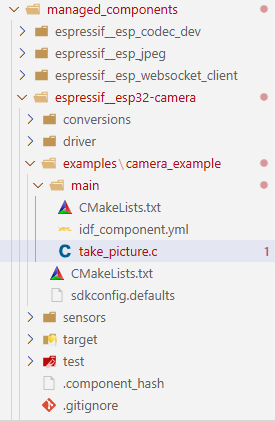 managed_components
espressif__esp_codec_dev
espressif__esp_jpeg
espressif__esp_websocket_client
espressif__esp32-camera
conversions
driver
examples\camera_example
main
CMakeLists.txt
idf_component.yml
take_picture.c 1
CMakeLists.txt
sdkconfig.defaults
sensors
target
test
.component_hash
.gitignore